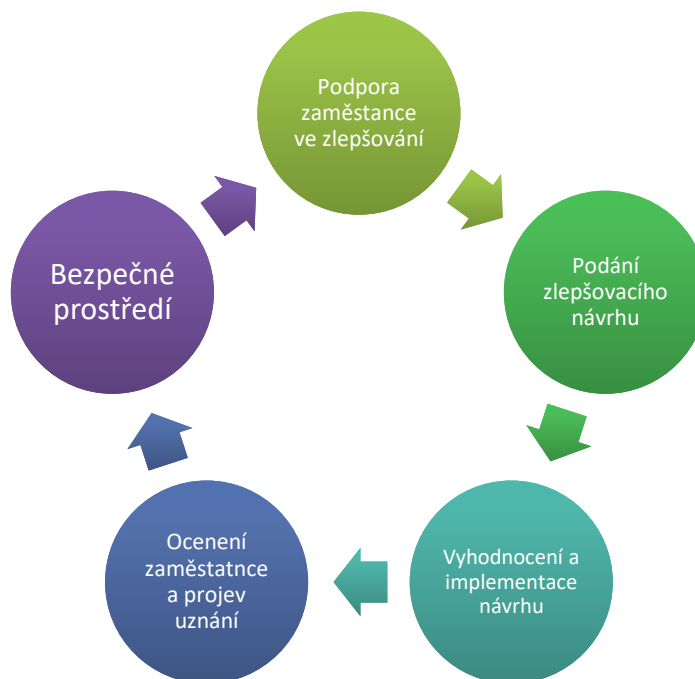 Podpora
zaměstance
ve zlepšování
Podání
zlepšovacího
návrhu
Vyhodnocení a
implementace
návrhu
Ocenení
zaměstatnce
a projev
uznání
Bezpečné
prostředí